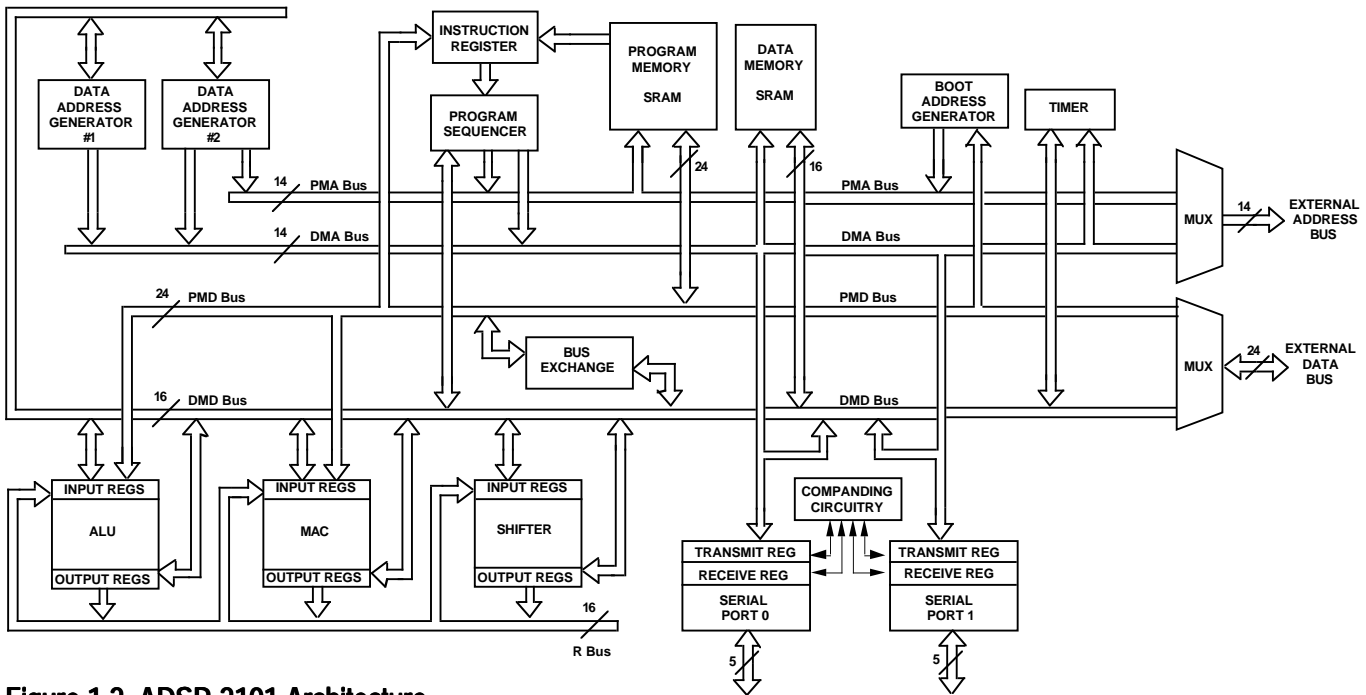 INSTRUCTION
REGISTER
PROGRAM
MEMORY
SRAM
DATA
MEMORY
SRAM
DATA
ADDRESS
GENERATOR
#1
DATA
ADDRESS
GENERATOR
#2
PROGRAM
SEQUENCER
BOOT
ADDRESS
GENERATOR
TIMER
24
16
14
PMA Bus
PMA Bus
MUX
14
EXTERNAL
ADDRESS
BUS
14
DMA Bus
DMA Bus
24
PMD Bus
PMD Bus
BUS
EXCHANGE
MUX
24
EXTERNAL
DATA
BUS
16
DMD Bus
DMD Bus
INPUT REGS
ALU
OUTPUT REGS
INPUT REGS
MAC
OUTPUT REGS
INPUT REGS
SHIFTER
OUTPUT REGS
16
R Bus
COMPANDING
CIRCUITRY
TRANSMIT REG
RECEIVE REG
SERIAL
PORT 0
5
TRANSMIT REG
RECEIVE REG
SERIAL
PORT 1
5
Figure 1.2 ADSP-2101 Architecture